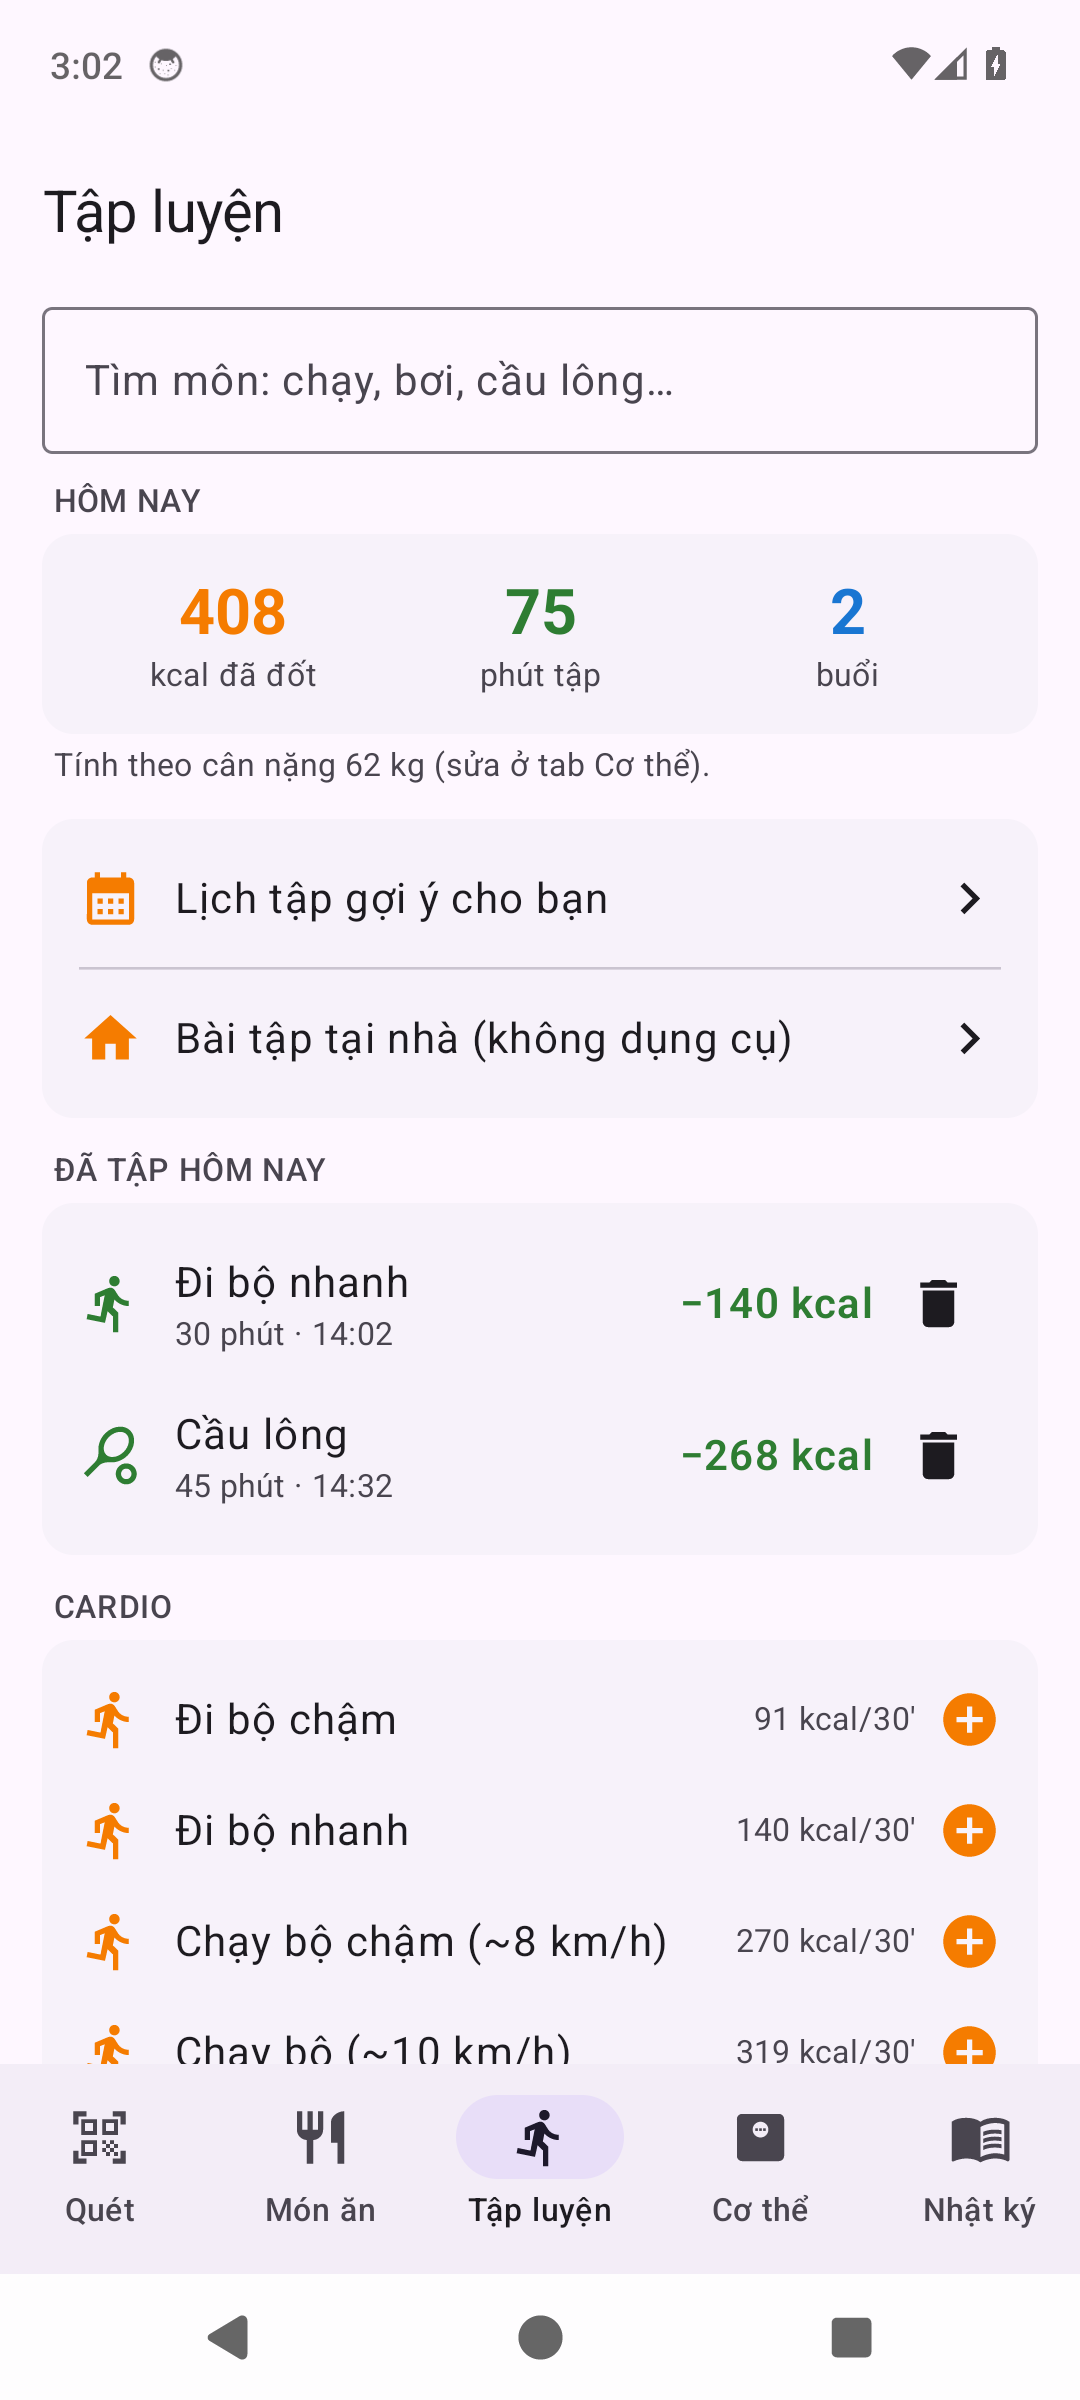 3:02
Tập luyện
Tìm môn: chạy, bơi, cầu lông…
HÔM NAY
408 75 2
kcal đã đốt phút tập buổi
Tính theo cân nặng 62 kg (sửa ở tab Cơ thể).
Lịch tập gợi ý cho bạn
Bài tập tại nhà (không dụng cụ)
ĐÃ TẬP HÔM NAY
Đi bộ nhanh
30 phút · 14:02
−140 kcal
Cầu lông
45 phút · 14:32
−268 kcal
CARDIO
Đi bộ chậm 91 kcal/30'
Đi bộ nhanh 140 kcal/30'
Chạy bộ chậm (~8 km/h) 270 kcal/30'
Chạy bộ (~10 km/h) 319 kcal/30'
Quét Món ăn Tập luyện Cơ thể Nhật ký